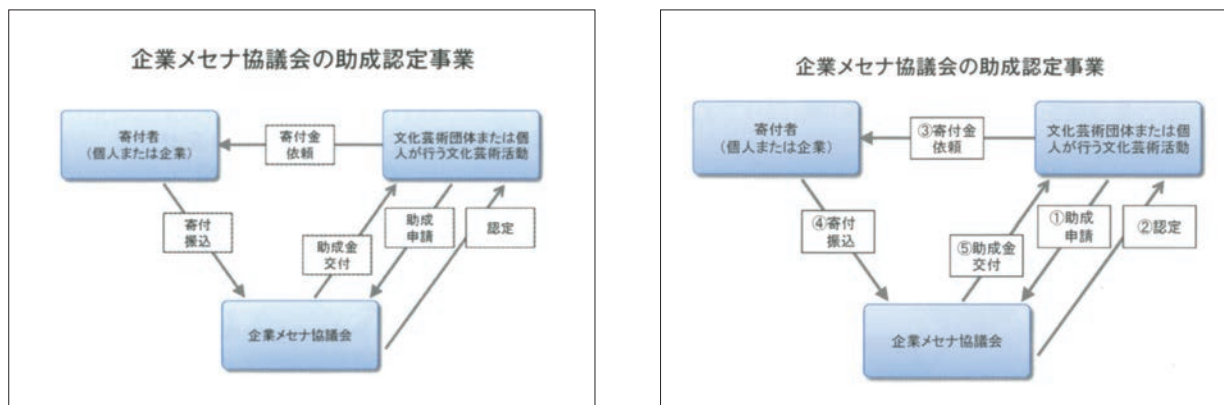 企業メセナ協議会の助成認定事業
寄付者
（個人または企業）
寄付金
依頼
文化芸術団体または個
人が行う文化芸術活動
寄付
振込
助成金
交付
助成
申請
認定
企業メセナ協議会
企業メセナ協議会の助成認定事業
寄付者
（個人または企業）
③寄付金
依頼
文化芸術団体または個
人が行う文化芸術活動
④寄付
振込
⑤助成金
交付
①助成
申請
②認定
企業メセナ協議会